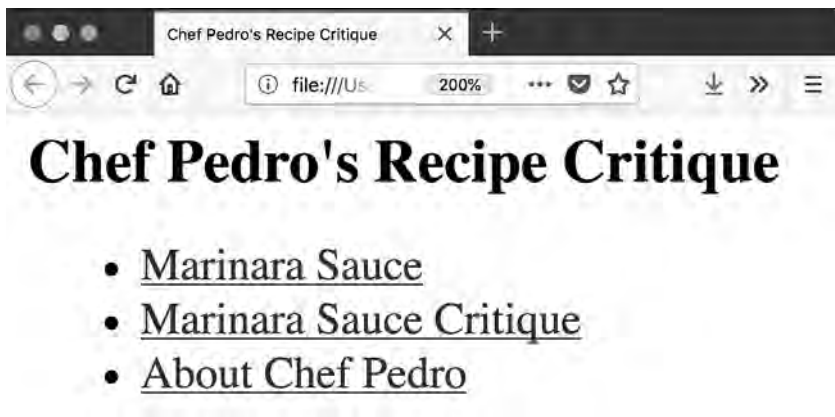 Chef Pedro's Recipe Critique
file:///Us
200%
Chef Pedro's Recipe Critique
Marinara Sauce
Marinara Sauce Critique
About Chef Pedro